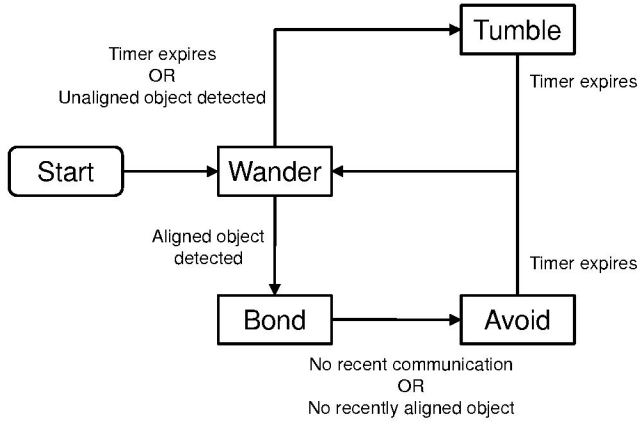 Tumble
Timer expires
OR
Unaligned object detected
Timer expires
Start
Wander
Aligned object
detected
Timer expires
Bond
Avoid
No recent communication
OR
No recently aligned object